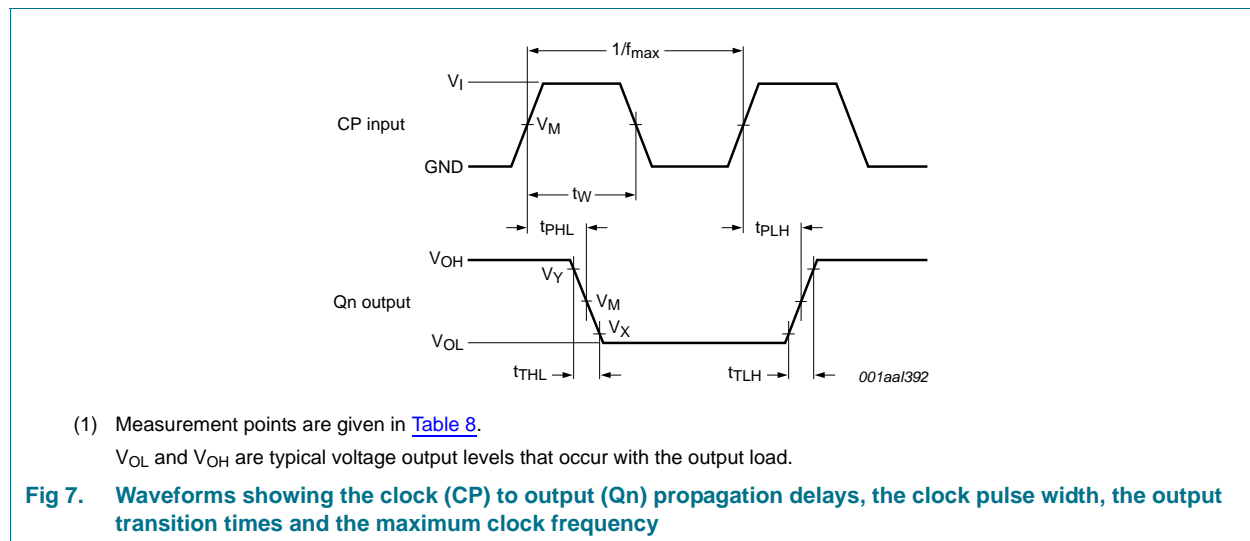 1/fmax
VI
CP input
VM
GND
tW
tPHL
tPLH
VOH
VY
Qn output
VM
VX
VOL
tTHL
tTLH
001aal392
(1) Measurement points are given in Table 8.
VOL and VOH are typical voltage output levels that occur with the output load.
Fig 7. Waveforms showing the clock (CP) to output (Qn) propagation delays, the clock pulse width, the output
transition times and the maximum clock frequency